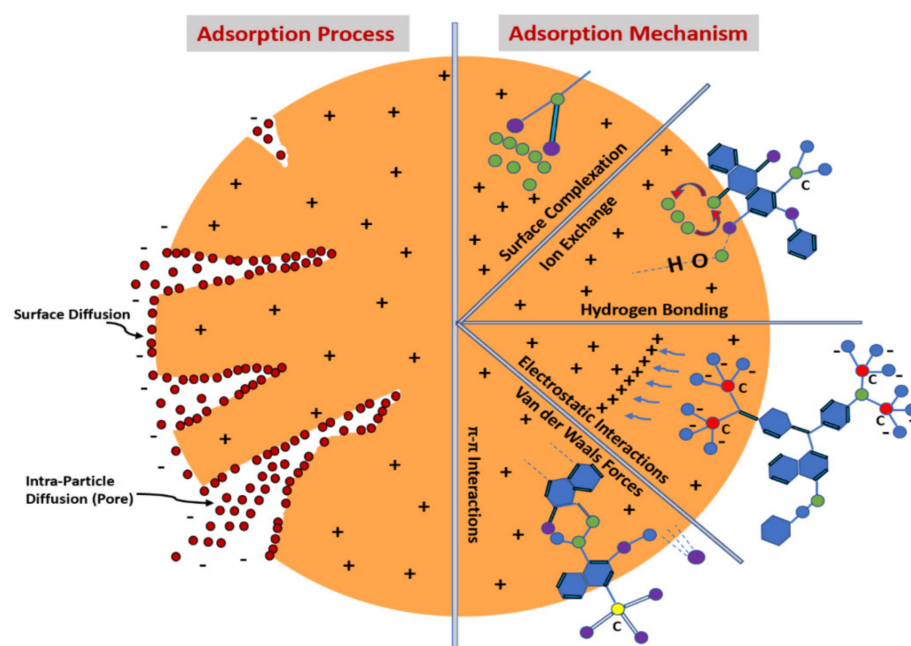 Adsorption Process
Adsorption Mechanism
Surface Complexation
Ion Exchange
C
H O
Hydrogen Bonding
Surface Diffusion
Electrostatic Interactions
Van der Waals Forces
C
C
C
C
π-π Interactions
Intra-Particle
Diffusion (Pore)
C